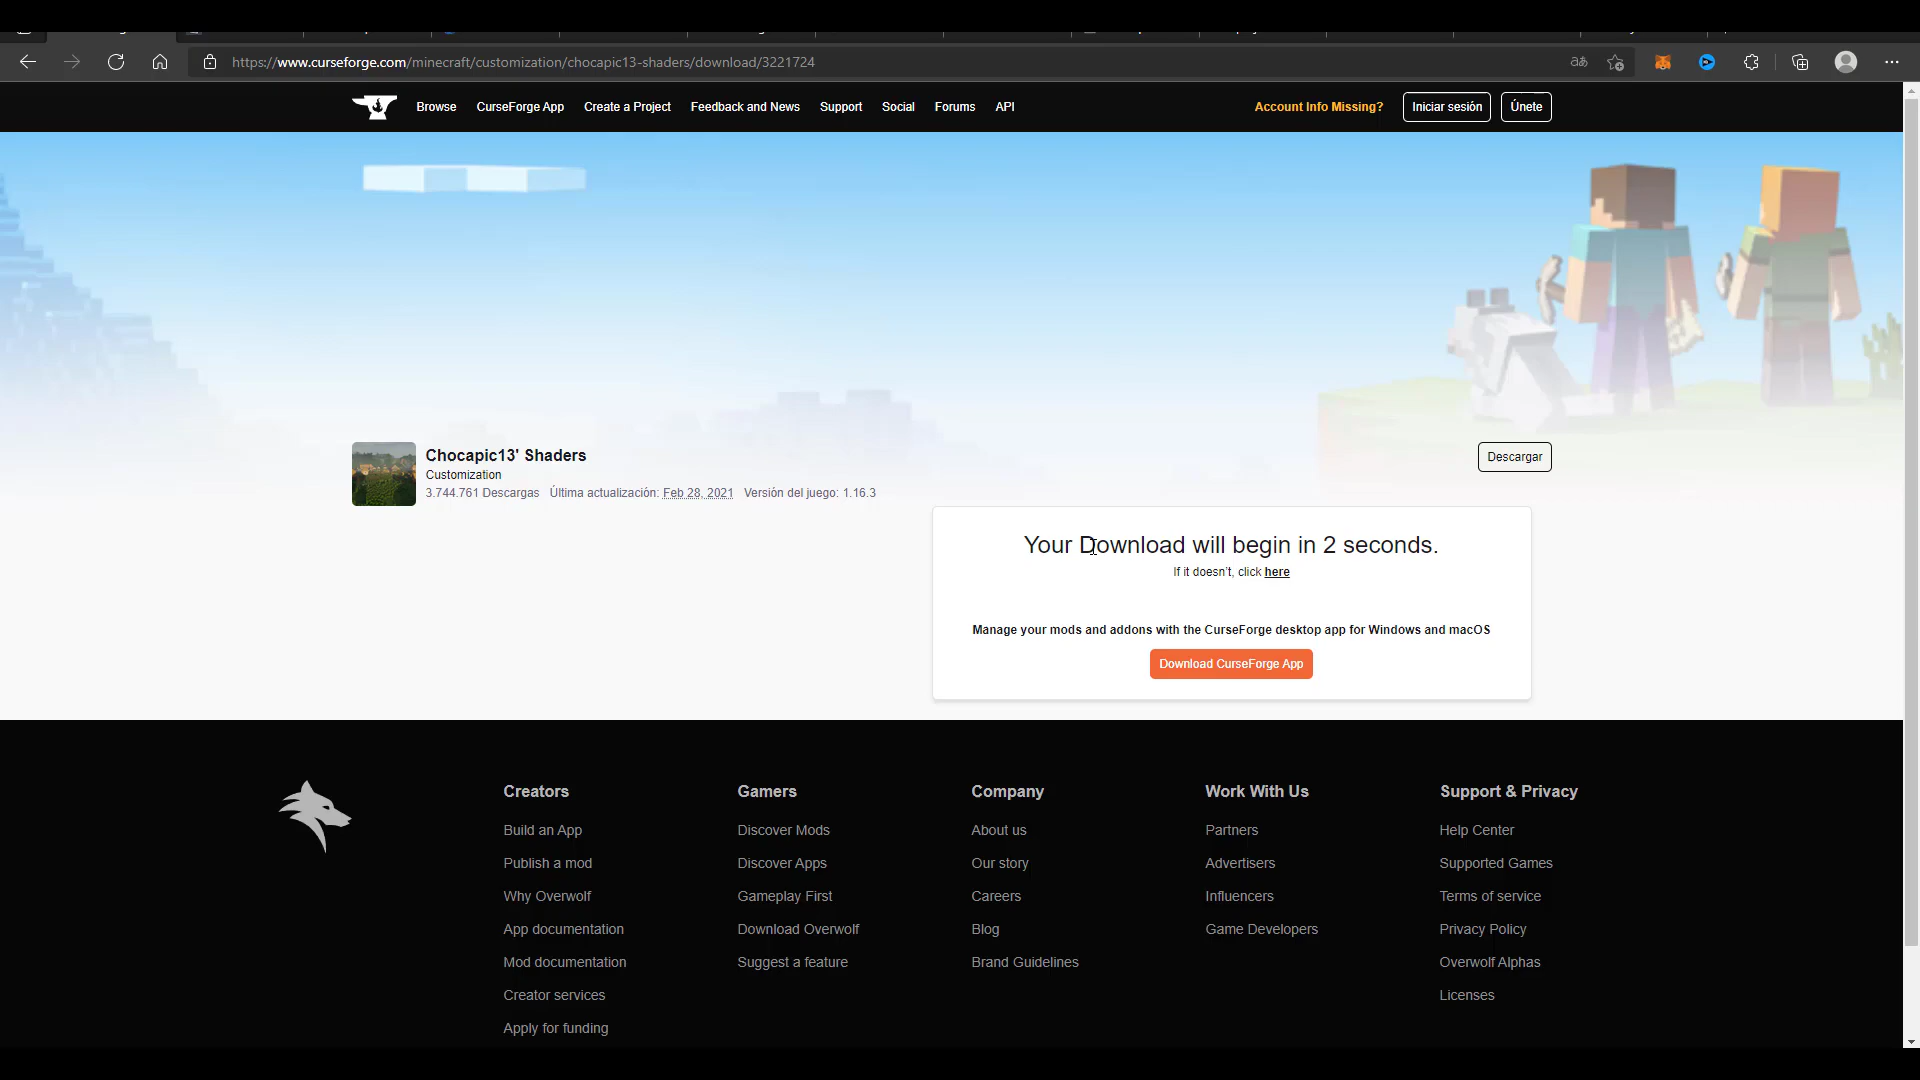 https://www.curseforge.com/minecraft/customization/chocapic13-shaders/download/3221724
Browse
CurseForge App
Create a Project
Feedback and News
Support
Social
Forums
API
Account Info Missing?
Iniciar sesión
Únete
Chocapic13' Shaders
Customization
3.744.761 Descargas Última actualización: Feb 28, 2021 Versión del juego: 1.16.3
Descargar
Your Download will begin in 2 seconds.
If it doesn't, click here
Manage your mods and addons with the CurseForge desktop app for Windows and macOS
Download CurseForge App
Creators
Build an App
Publish a mod
Why Overwolf
App documentation
Mod documentation
Creator services
Apply for funding
Gamers
Discover Mods
Discover Apps
Gameplay First
Download Overwolf
Suggest a feature
Company
About us
Our story
Careers
Blog
Brand Guidelines
Work With Us
Partners
Advertisers
Influencers
Game Developers
Support & Privacy
Help Center
Supported Games
Terms of service
Privacy Policy
Overwolf Alphas
Licenses